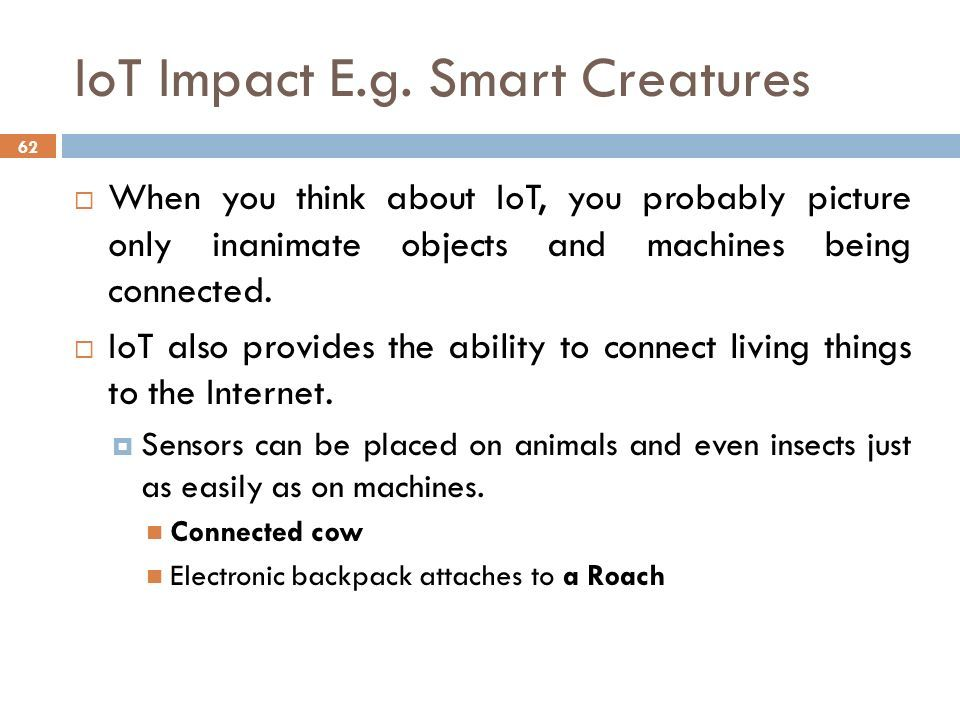 IoT Impact E.g. Smart Creatures
62
When you think about IoT, you probably picture
only inanimate objects and machines being
connected.
IoT also provides the ability to connect living things
to the Internet.
Sensors can be placed on animals and even insects just
as easily as on machines.
Connected cow
Electronic backpack attaches to a Roach